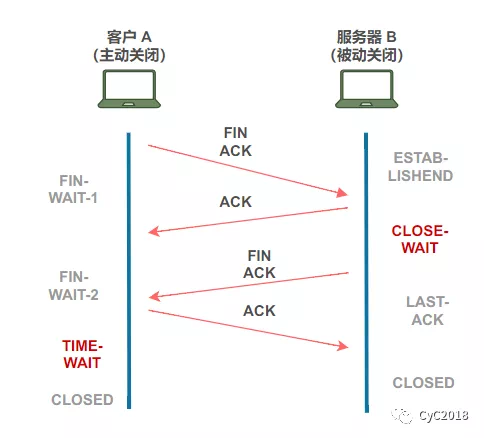 客户 A
(主动关闭)
服务器 B
(被动关闭)
FIN
ACK
ESTAB-
LISHEND
FIN-
WAIT-1
ACK
CLOSE-
WAIT
FIN
ACK
FIN-
WAIT-2
ACK
LAST-
ACK
TIME-
WAIT
CLOSED
CLOSED
CyC2018